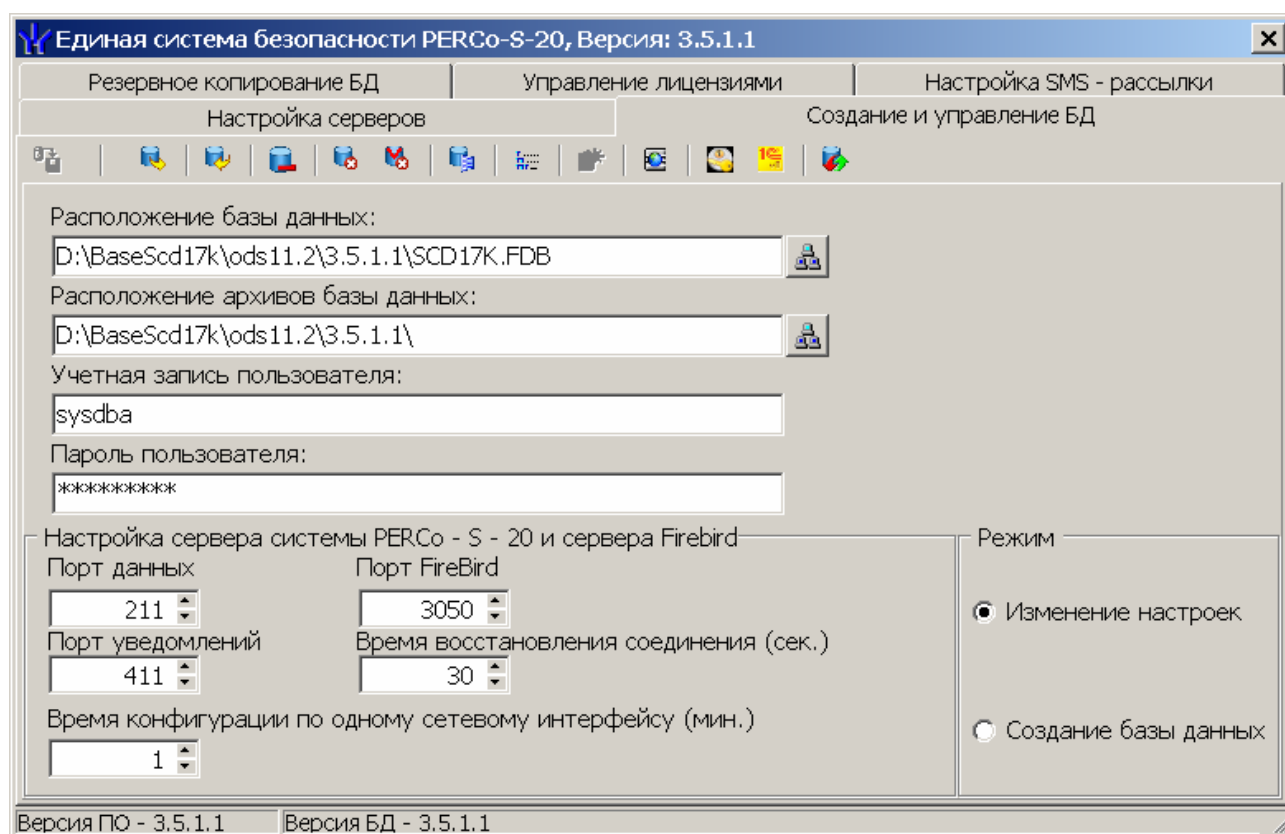 Единая система безопасности PERCo-S-20, Версия: 3.5.1.1
Резервное копирование БД
Управление лицензиями
Настройка SMS - рассылки
Настройка серверов
Создание и управление БД
1С
Расположение базы данных:
D:\BaseScd17k\ods11.2\3.5.1.1\SCD17K.FDB
Расположение архивов базы данных:
D:\BaseScd17k\ods11.2\3.5.1.1\
Учетная запись пользователя:
sysdba
Пароль пользователя:
*********
Настройка сервера системы PERCo - S - 20 и сервера Firebird
Режим
Порт данных
Порт FireBird
211
3050
Изменение настроек
Порт уведомлений
Время восстановления соединения (сек.)
411
30
Время конфигурации по одному сетевому интерфейсу (мин.)
Создание базы данных
1
Версия ПО - 3.5.1.1
Версия БД - 3.5.1.1